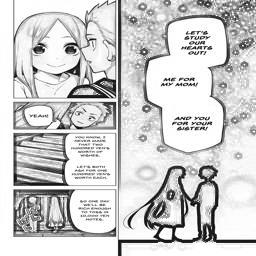 LET'S
STUDY
OUR
HEARTS
OUT!
ME FOR
MY MOM!
AND YOU
FOR YOUR
SISTER!
YEAH!
YOU KNOW, I
NEVER MADE
THAT TWO
HUNDRED YEN'S
WORTH OF
WISHES.
LET'S BOTH
ASK FOR ONE
HUNDRED YEN'S
WORTH EACH.
SO ONE DAY
WE'LL BE
RICH ENOUGH
TO TOSS IN
10,000 YEN
NOTES.